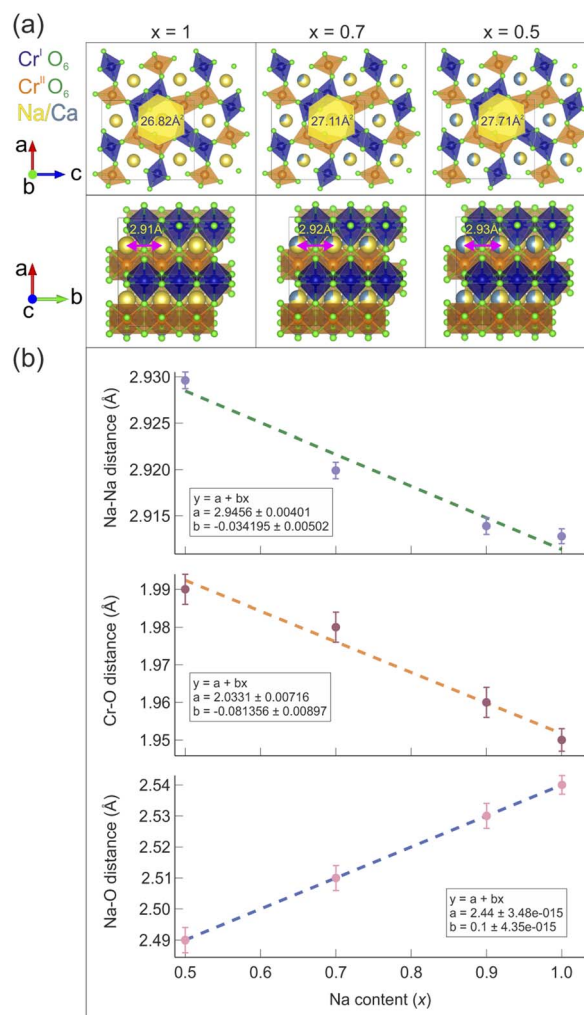 (a)
x = 1
x = 0.7
x = 0.5
CrI O6
CrII O6
Na/Ca
26.82Å2
27.11Å2
27.71Å2
a
b
c
2.91Å
2.92Å
2.93Å
a
c
b
(b)
Na-Na distance (Å)
2.930
2.925
2.920
2.915
y = a + bx
a = 2.9456 ± 0.00401
b = -0.034195 ± 0.00502
Cr-O distance (Å)
1.99
1.98
1.97
1.96
1.95
y = a + bx
a = 2.0331 ± 0.00716
b = -0.081356 ± 0.00897
Na-O distance (Å)
2.54
2.53
2.52
2.51
2.50
2.49
y = a + bx
a = 2.44 ± 3.48e-015
b = 0.1 ± 4.35e-015
0.5 0.6 0.7 0.8 0.9 1.0
Na content (x)